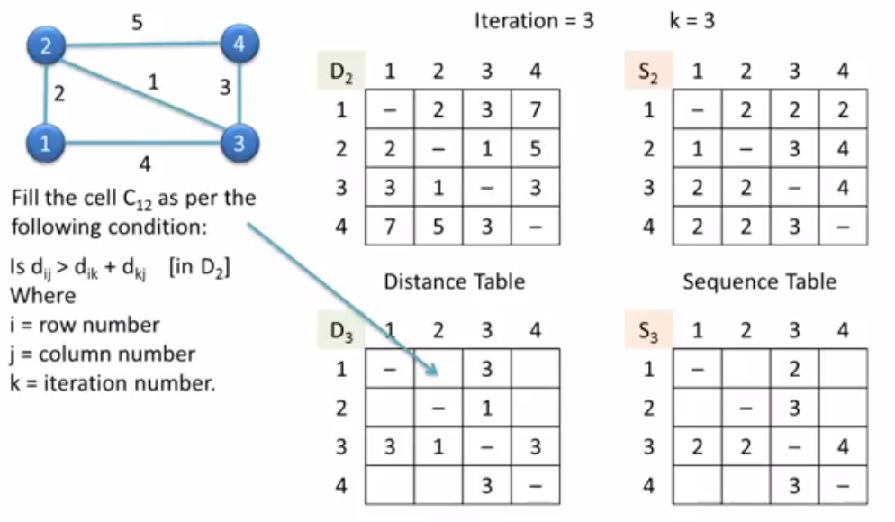 5
Iteration = 3 k = 3
2 4
D₂ 1 2 3 4
S₂ 1 2 3 4
2 1 3
1 – 2 3 7
1 – 2 2 2
1 3
2 2 – 1 5
2 1 – 3 4
4
3 3 1 – 3
3 2 2 – 4
4 7 5 3 –
4 2 2 3 –
Fill the cell C₁₂ as per the
following condition:
Is dᵢⱼ > dᵢₖ + dₖⱼ [in D₂]
Where
i = row number
j = column number
k = iteration number.
Distance Table
Sequence Table
D₃ 1 2 3 4
1 – 3
2 – 1
3 3 1 – 3
4 3 –
S₃ 1 2 3 4
1 – 2
2 – 3
3 2 2 – 4
4 3 –